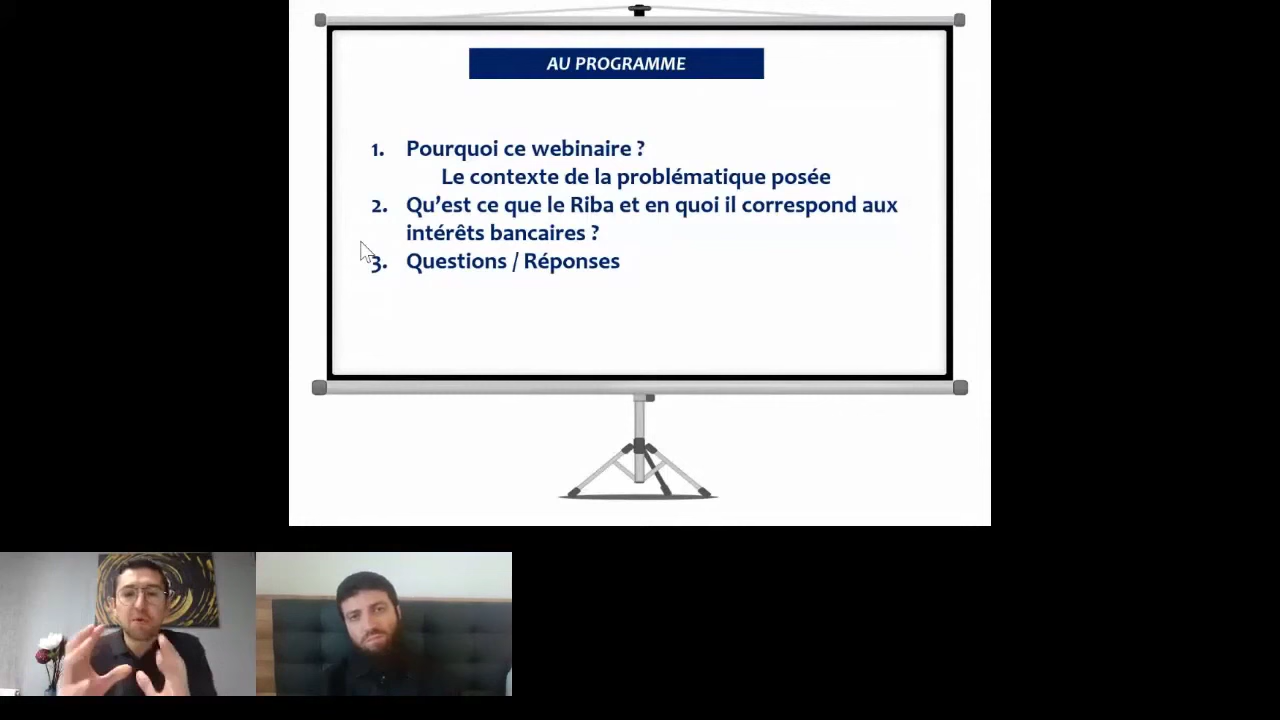 AU PROGRAMME
1. Pourquoi ce webinaire ?
Le contexte de la problématique posée
2. Qu’est ce que le Riba et en quoi il correspond aux
intérêts bancaires ?
3. Questions / Réponses